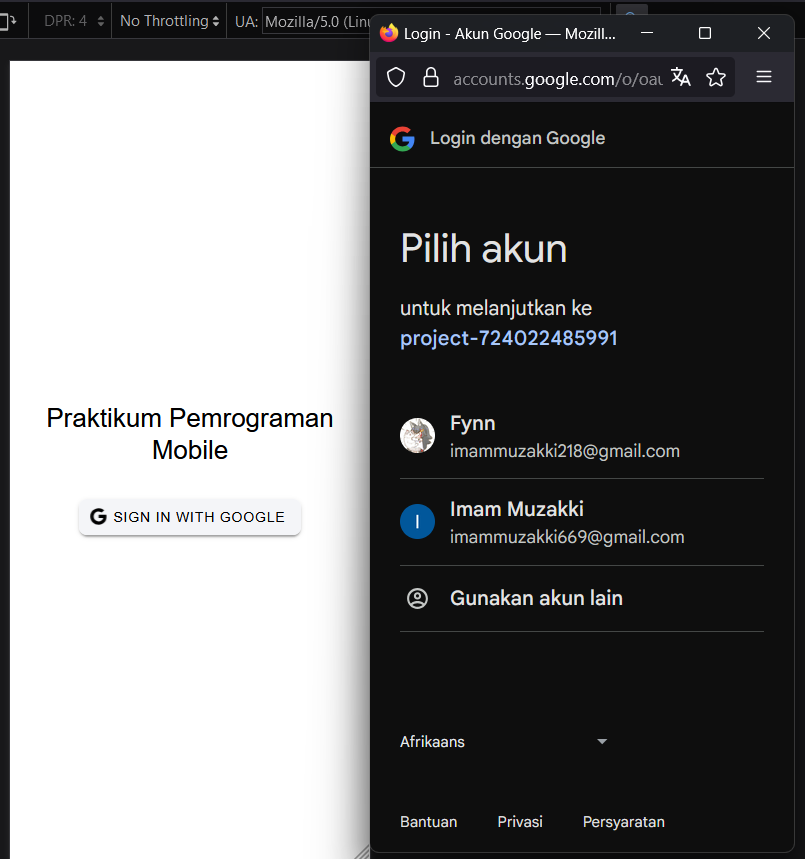 DPR: 4
No Throttling
UA:
Mozilla/5.0 (Linu
Login - Akun Google — Mozill...
accounts.google.com/o/oau
Login dengan Google
Pilih akun
untuk melanjutkan ke
project-724022485991
Praktikum Pemrograman
Mobile
SIGN IN WITH GOOGLE
Fynn
imammuzakki218@gmail.com
I
Imam Muzakki
imammuzakki669@gmail.com
Gunakan akun lain
Afrikaans
Bantuan
Privasi
Persyaratan